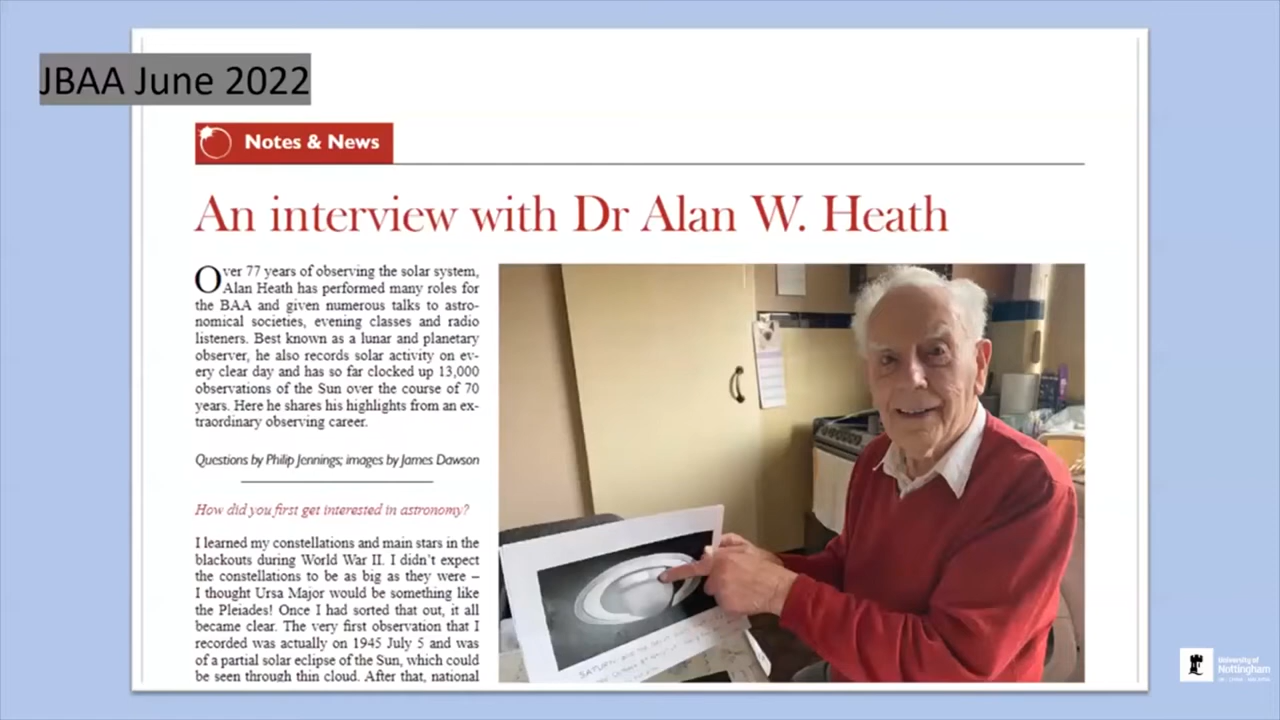 JBAA June 2022
Notes & News
An interview with Dr Alan W. Heath
Over 77 years of observing the solar system,
Alan Heath has performed many roles for
the BAA and given numerous talks to astro-
nomical societies, evening classes and radio
listeners. Best known as a lunar and planetary
observer, he also records solar activity on ev-
ery clear day and has so far clocked up 13,000
observations of the Sun over the course of 70
years. Here he shares his highlights from an ex-
traordinary observing career.
Questions by Philip Jennings; images by James Dawson
How did you first get interested in astronomy?
I learned my constellations and main stars in the
blackouts during World War II. I didn't expect
the constellations to be as big as they were –
I thought Ursa Major would be something like
the Pleiades! Once I had sorted that out, it all
became clear. The very first observation that I
recorded was actually on 1945 July 5 and was
of a partial solar eclipse of the Sun, which could
be seen through thin cloud. After that, national
SATURN AND THE GREAT
University of
Nottingham